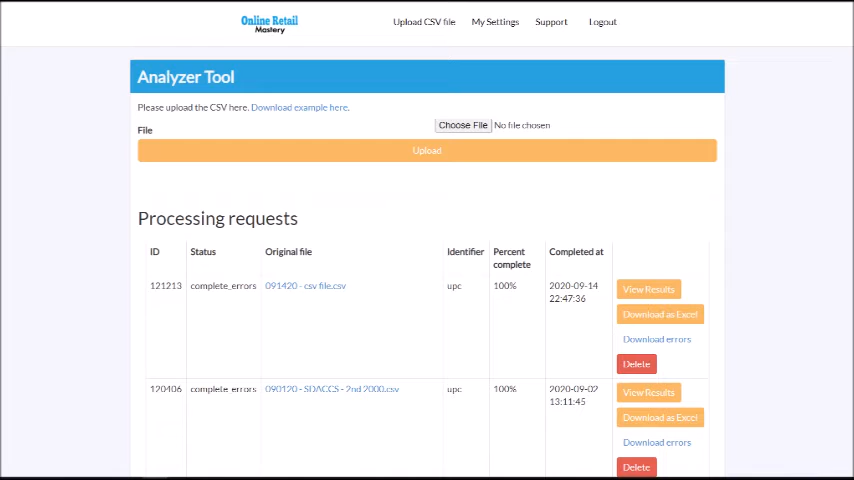 Online Retail
Mastery
Upload CSV file My Settings Support Logout
Analyzer Tool
Please upload the CSV here. Download example here.
File Choose File No file chosen
Upload
Processing requests
ID Status Original file Identifier Percent complete Completed at
121213 complete_errors 091420 - csv file.csv upc 100% 2020-09-14 22:47:36
View Results
Download as Excel
Download errors
Delete
120406 complete_errors 090120 - SDACCS - 2nd 2000.csv upc 100% 2020-09-02 13:11:45
View Results
Download as Excel
Download errors
Delete